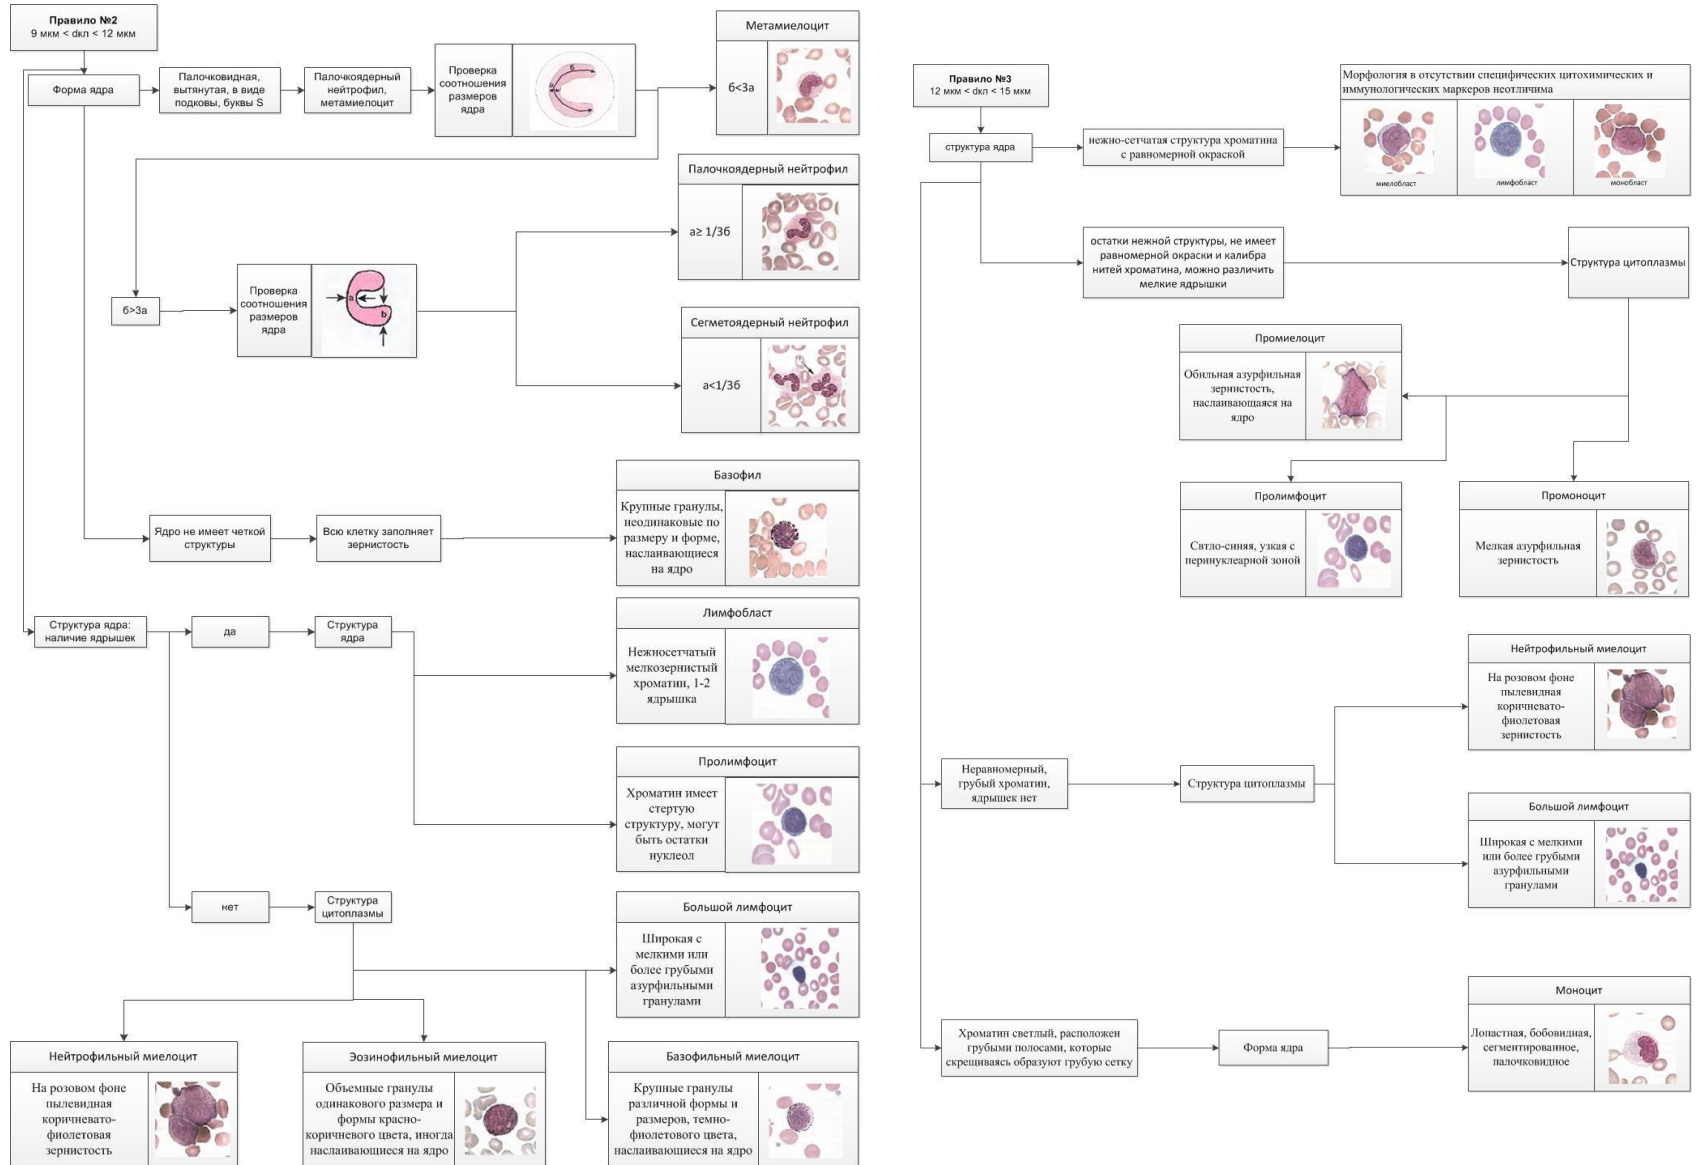 Правило №2
9 мкм < dкл < 12 мкм
Форма ядра
Палочковидная,
вытянутая, в виде
подковы, буквы S
Палочкоядерный
нейтрофил,
метамиелоцит
Проверка
соотношения
размеров
ядра
б
а
Метамиелоцит
б<3а
Палочкоядерный нейтрофил
а≥ 1/3б
б>3а
Проверка
соотношения
размеров
ядра
a
b
Сегметоядерный нейтрофил
а<1/3б
Ядро не имеет четкой
структуры
Всю клетку заполняет
зернистость
Базофил
Крупные гранулы,
неодинаковые по
размеру и форме,
наслаивающиеся
на ядро
Структура ядра:
наличие ядрышек
да
Структура
ядра
Лимфобласт
Нежносетчатый
мелкозернистый
хроматин, 1-2
ядрышка
Пролимфоцит
Хроматин имеет
стертую
структуру, могут
быть остатки
нуклеол
нет
Структура
цитоплазмы
Большой лимфоцит
Широкая с
мелкими или
более грубыми
азурфильными
гранулами
Нейтрофильный миелоцит
На розовом фоне
пылевидная
коричневато-
фиолетовая
зернистость
Эозинофильный миелоцит
Объемные гранулы
одинакового размера и
формы красно-
коричневого цвета, иногда
наслаивающиеся на ядро
Базофильный миелоцит
Крупные гранулы
различной формы и
размеров, темно-
фиолетового цвета,
наслаивающиеся на ядро
Правило №3
12 мкм < dкл < 15 мкм
структура ядра
нежно-сетчатая структура хроматина
с равномерной окраской
Морфология в отсутствии специфических цитохимических и
иммунологических маркеров неотличима
миелобласт
лимфобласт
монобласт
остатки нежной структуры, не имеет
равномерной окраски и калибра
нитей хроматина, можно различить
мелкие ядрышки
Структура цитоплазмы
Промиелоцит
Обильная азурфильная
зернистость,
наслаивающаяся на
ядро
Пролимфоцит
Свтло-синяя, узкая с
перинуклеарной зоной
Промоноцит
Мелкая азурфильная
зернистость
Неравномерный,
грубый хроматин,
ядрышек нет
Структура цитоплазмы
Нейтрофильный миелоцит
На розовом фоне
пылевидная
коричневато-
фиолетовая
зернистость
Большой лимфоцит
Широкая с мелкими
или более грубыми
азурфильными
гранулами
Хроматин светлый, расположен
грубыми полосами, которые
скрещиваясь образуют грубую сетку
Форма ядра
Моноцит
Лопастная, бобовидная,
сегментированное,
палочковидное